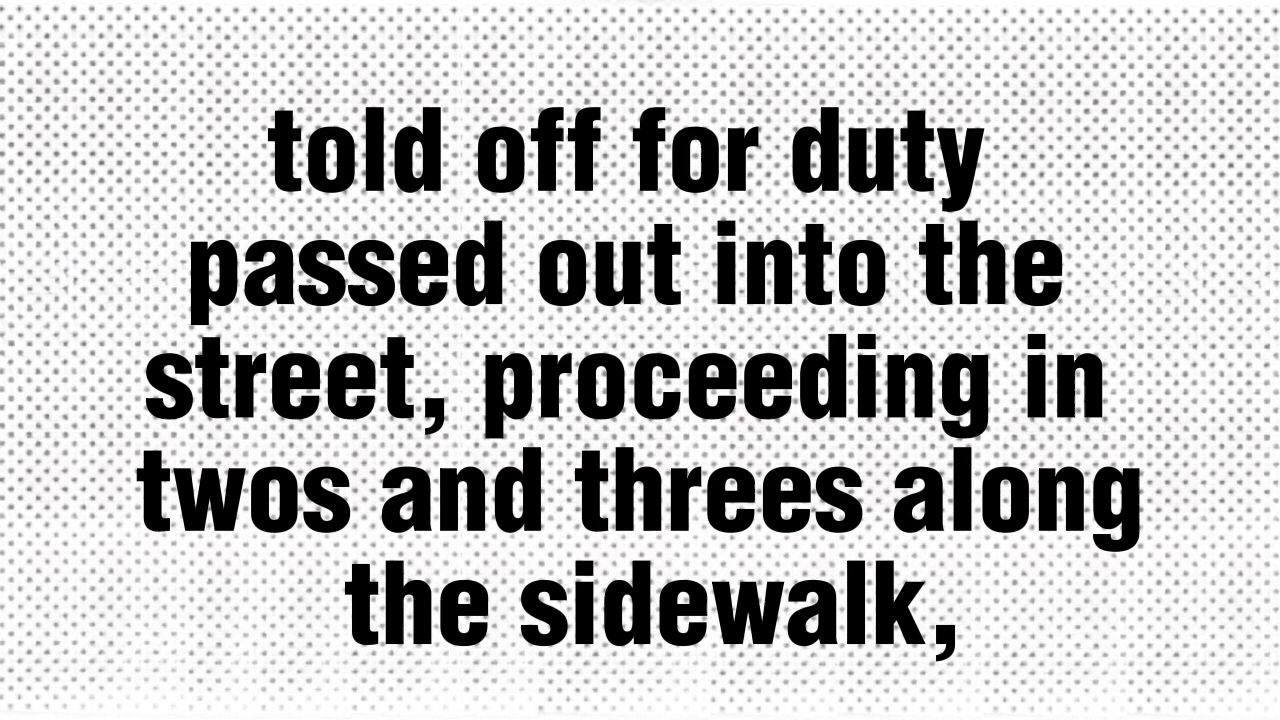 told off for duty
passed out into the
street, proceeding in
twos and threes along
the sidewalk,